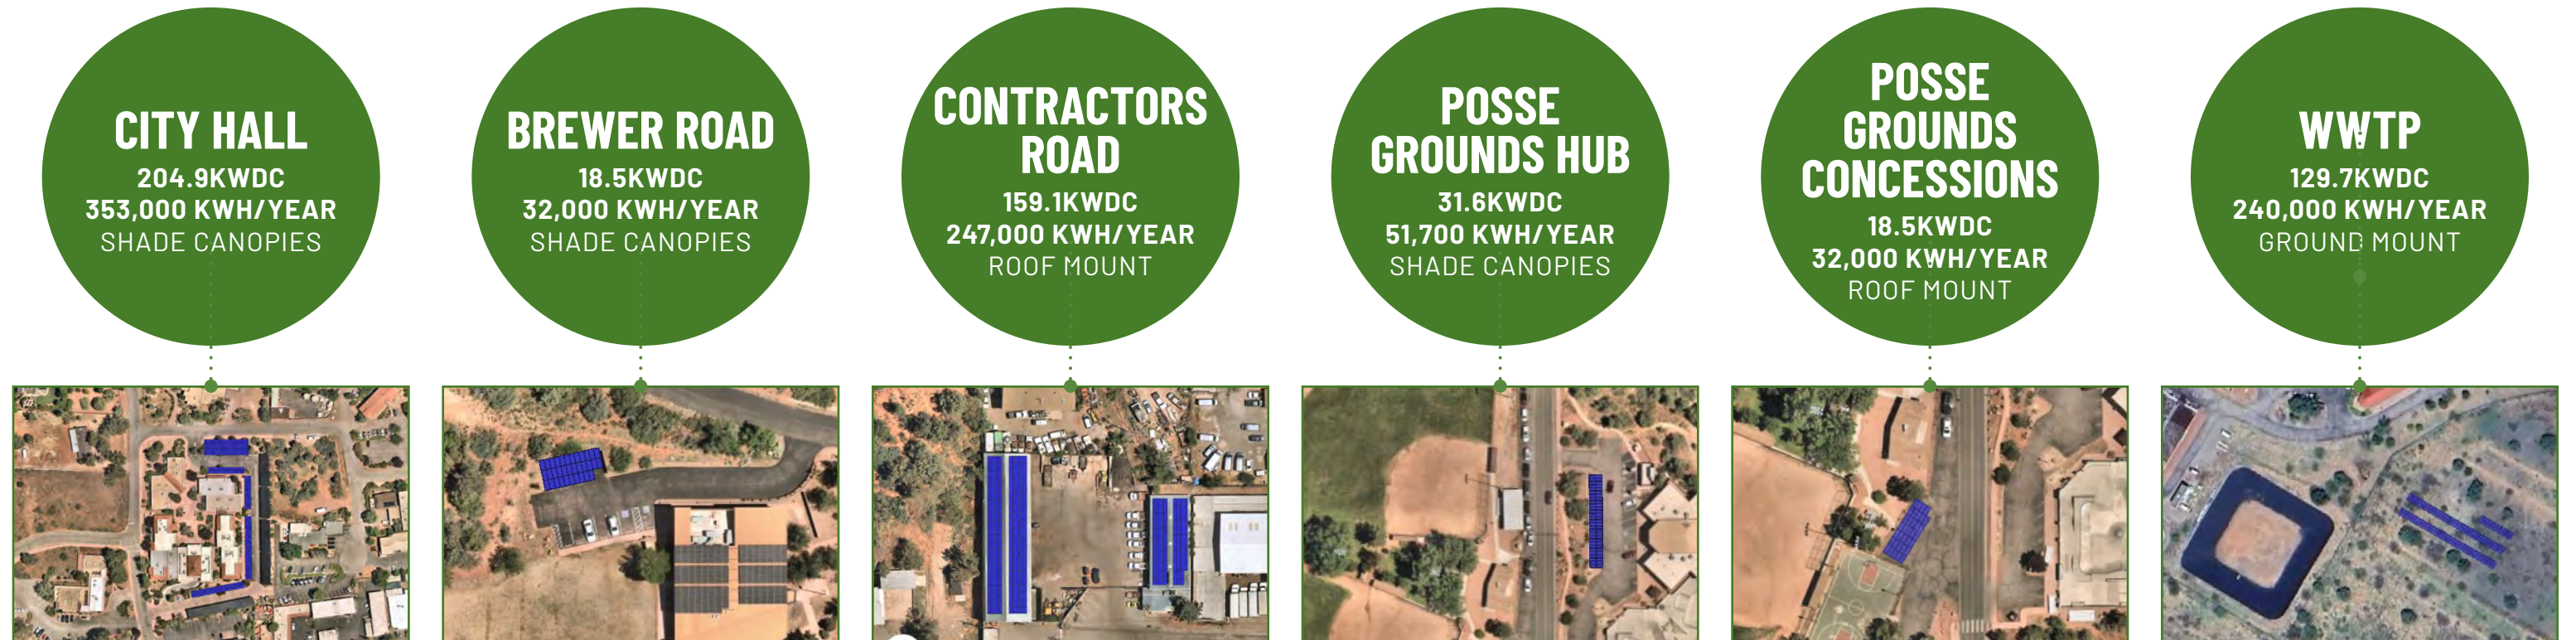 CITY HALL
204.9KWDC
353,000 KWH/YEAR
SHADE CANOPIES
BREWER ROAD
18.5KWDC
32,000 KWH/YEAR
SHADE CANOPIES
CONTRACTORS
ROAD
159.1KWDC
247,000 KWH/YEAR
ROOF MOUNT
POSSE
GROUNDS HUB
31.6KWDC
51,700 KWH/YEAR
SHADE CANOPIES
POSSE
GROUNDS
CONCESSIONS
18.5KWDC
32,000 KWH/YEAR
ROOF MOUNT
WWTP
129.7KWDC
240,000 KWH/YEAR
GROUND MOUNT